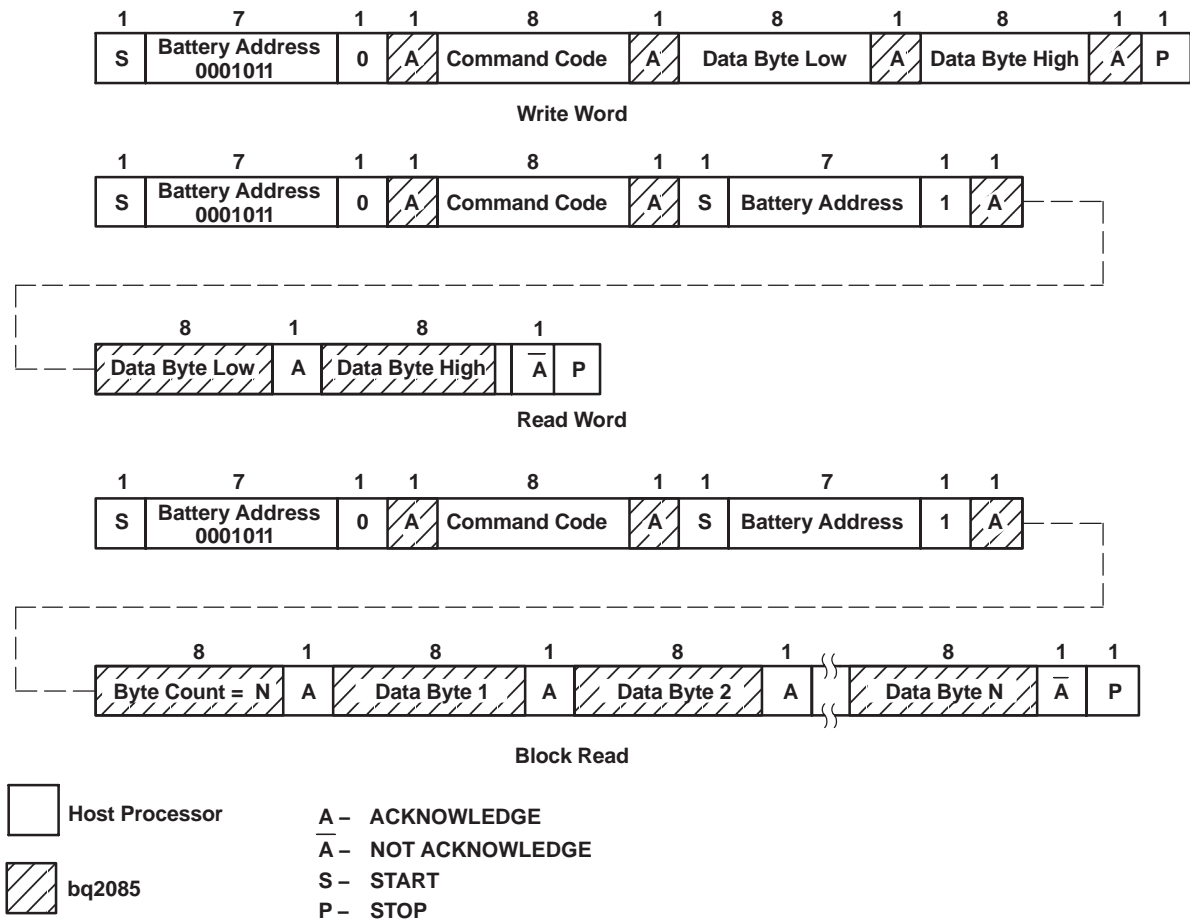 1 7 1 1 8 1 8 1 8 1 1
S Battery Address 0 A Command Code A Data Byte Low A Data Byte High A P
0001011
Write Word
1 7 1 1 8 1 1 7 1 1
S Battery Address 0 A Command Code A S Battery Address 1 A
0001011
8 1 8 1
Data Byte Low A Data Byte High A̅ P
Read Word
1 7 1 1 8 1 1 7 1 1
S Battery Address 0 A Command Code A S Battery Address 1 A
0001011
8 1 8 1 8 1 8 1 1
Byte Count = N A Data Byte 1 A Data Byte 2 A Data Byte N A̅ P
Block Read
Host Processor
bq2085
A – ACKNOWLEDGE
A̅ – NOT ACKNOWLEDGE
S – START
P – STOP